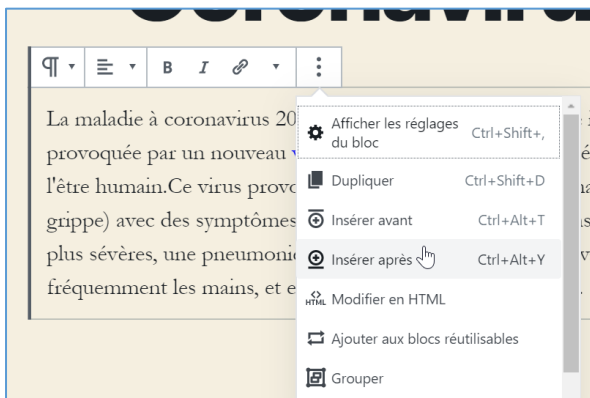 B I
La maladie à coronavirus 20
provoquée par un nouveau
l'être humain.Ce virus provo
grippe) avec des symptômes
plus sévères, une pneumoni
fréquemment les mains, et e
Afficher les réglages du bloc Ctrl+Shift+,
Dupliquer Ctrl+Shift+D
Insérer avant Ctrl+Alt+T
Insérer après Ctrl+Alt+Y
HTML Modifier en HTML
Ajouter aux blocs réutilisables
Grouper